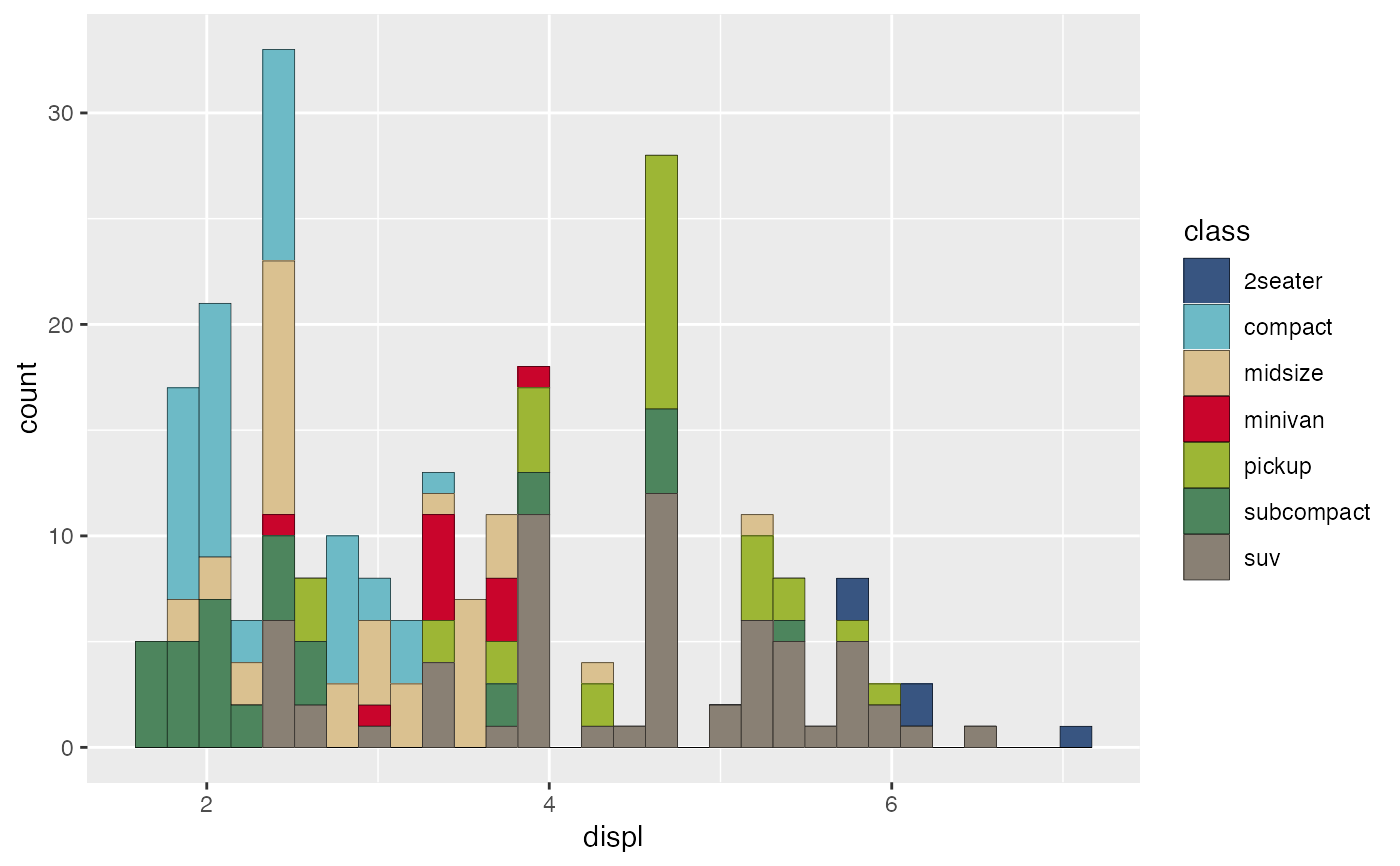 30
20
10
0
count
2
4
6
displ
class
2seater
compact
midsize
minivan
pickup
subcompact
suv